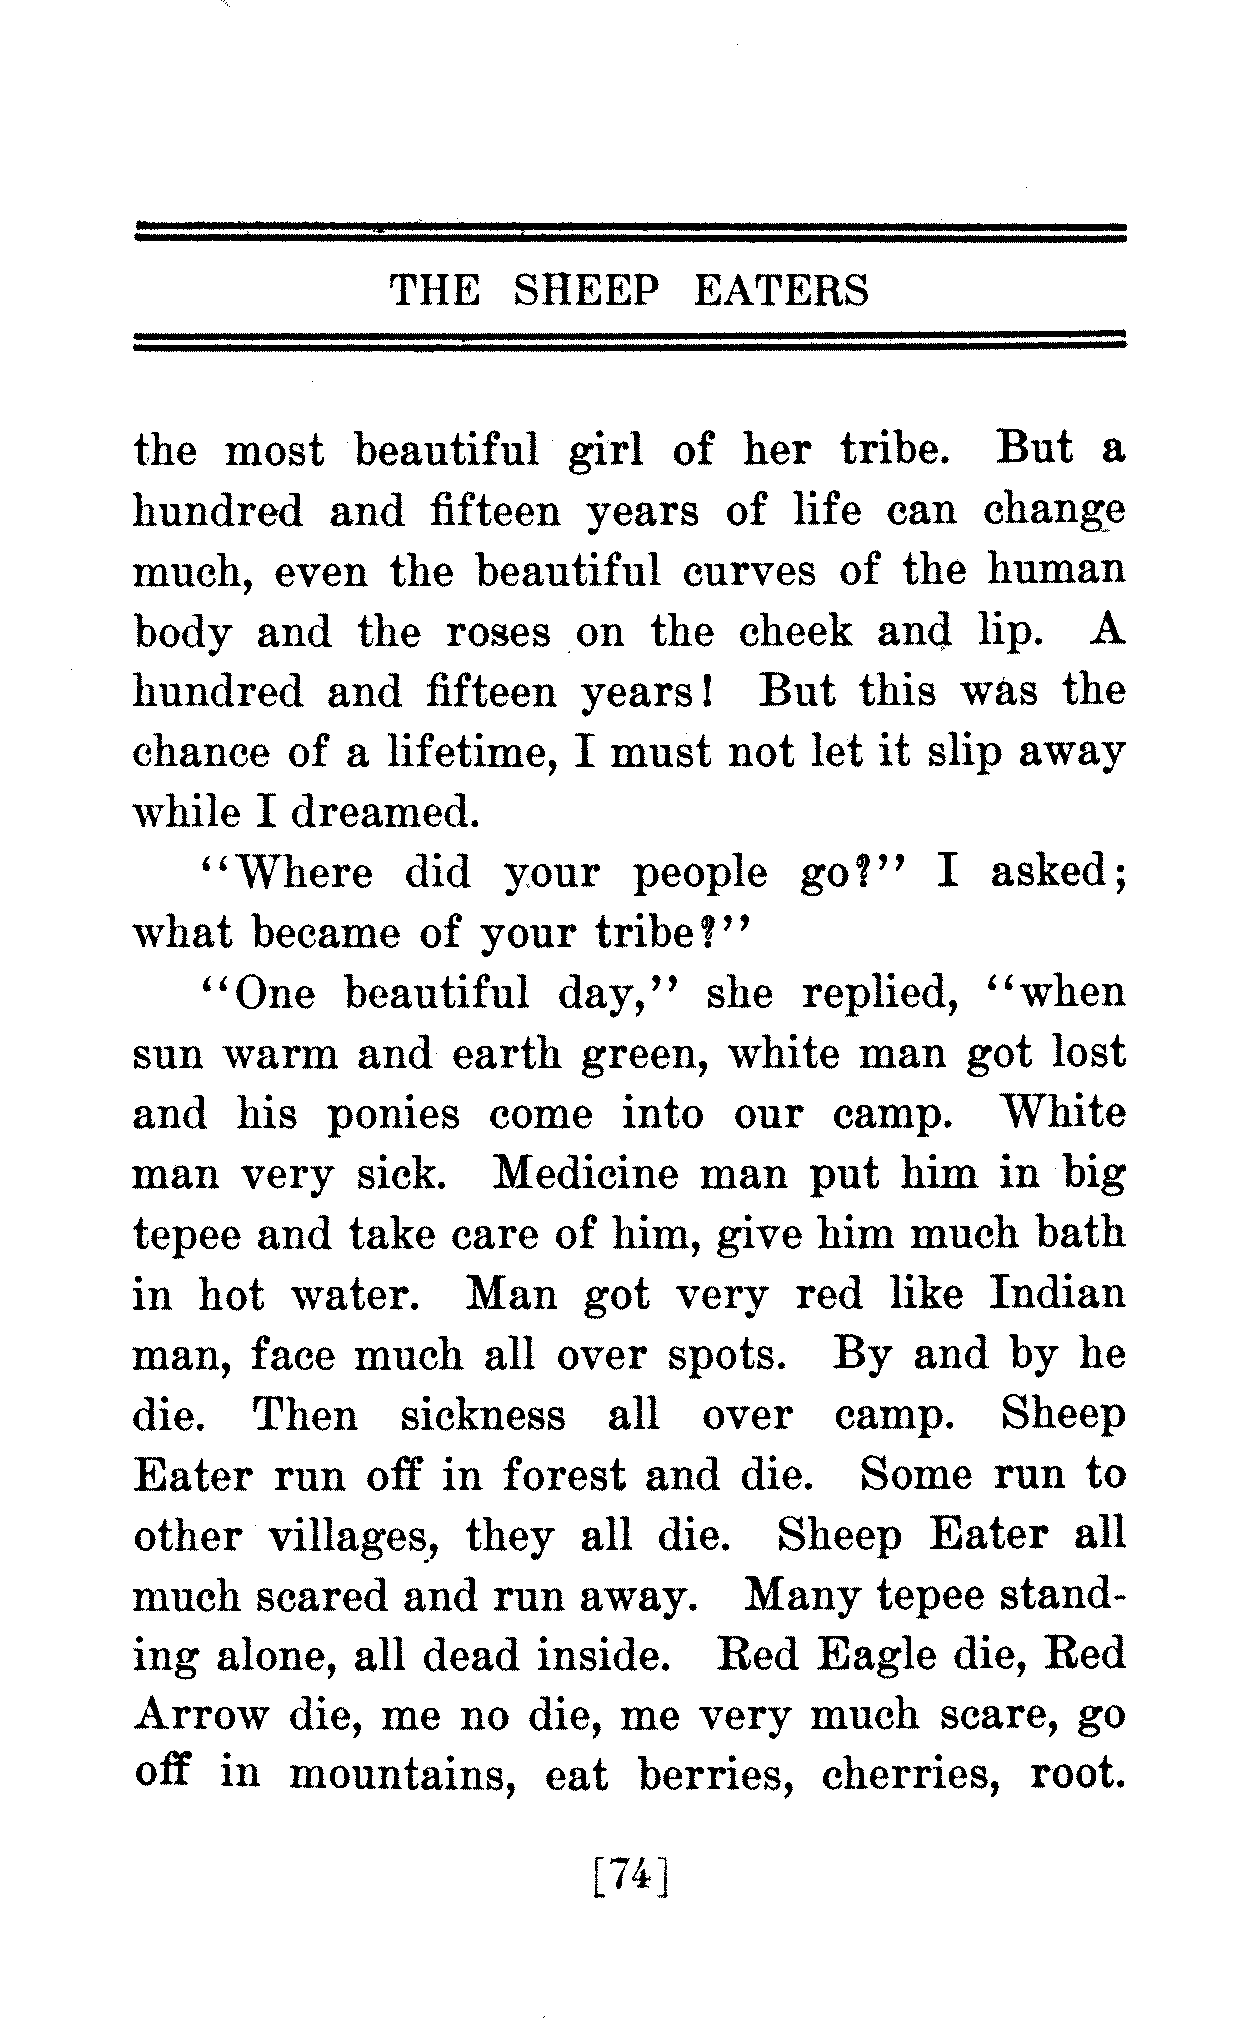 THE SHEEP EATERS
the most beautiful girl of her tribe. But a
hundred and fifteen years of life can change
much, even the beautiful curves of the human
body and the roses on the cheek and lip. A
hundred and fifteen years! But this was the
chance of a lifetime, I must not let it slip away
while I dreamed.
"Where did your people go?" I asked;
what became of your tribe?"
"One beautiful day," she replied, "when
sun warm and earth green, white man got lost
and his ponies come into our camp. White
man very sick. Medicine man put him in big
tepee and take care of him, give him much bath
in hot water. Man got very red like Indian
man, face much all over spots. By and by he
die. Then sickness all over camp. Sheep
Eater run off in forest and die. Some run to
other villages, they all die. Sheep Eater all
much scared and run away. Many tepee stand-
ing alone, all dead inside. Red Eagle die, Red
Arrow die, me no die, me very much scare, go
off in mountains, eat berries, cherries, root.
[74]